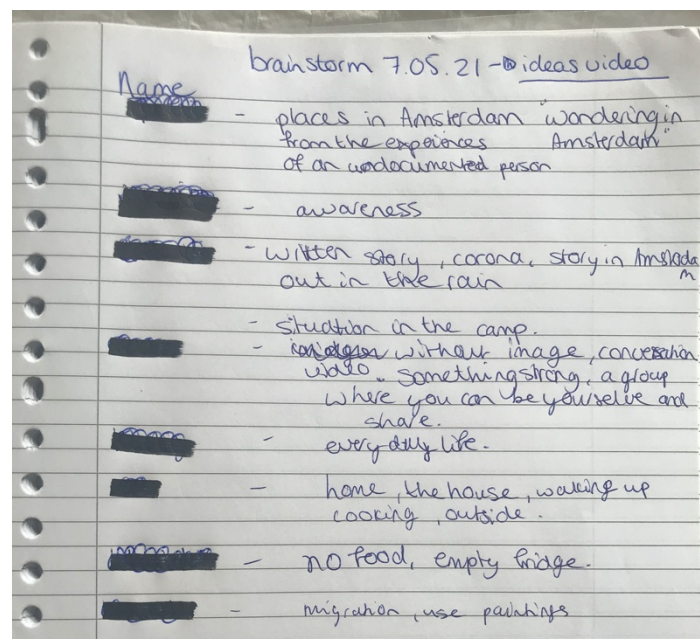 brainstorm 7.05.21 - ideas video
Name
- places in Amsterdam "wondering in
from the expeiences Amsterdam"
of an undocumented person
- awareness
- written story, corona, story in Amsterdam
out in the rain
- situation in the camp.
- without image, conversation
video. something strong, a group
where you can be yourselve and
share.
- every daily life.
- home, the house, waking up
cooking, outside.
- no food, empty fridge.
- migration, use paintings